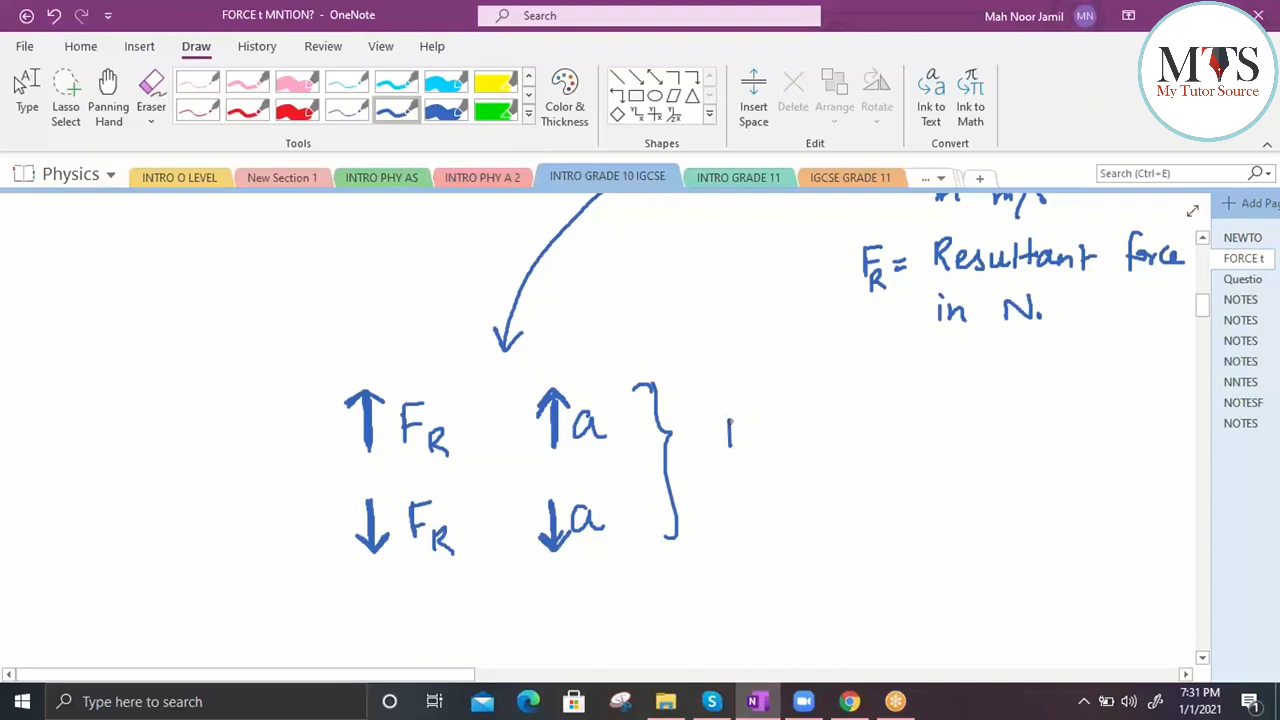 FORCE t MNTION? - OneNote
Search
Mah Noor Jamil
MN
MTS
My Tutor Source
File Home Insert Draw History Review View Help
Type
Lasso Select
Panning Hand
Eraser
Color & Thickness
Insert Space
Delete
Arrange
Rotate
Ink to Text
Ink to Math
Tools
Shapes
Edit
Convert
Physics
INTRO O LEVEL
New Section 1
INTRO PHY AS
INTRO PHY A 2
INTRO GRADE 10 IGCSE
INTRO GRADE 11
IGCSE GRADE 11
...
Search (Ctrl+E)
Add Pag
NEWTO
FORCE t
Questio
NOTES
NOTES
NOTES
NOTES
NNTES
NOTESF
NOTES
F_R = Resultant force
in N.
↑ F_R ↑ a
↓ F_R ↓ a
Type here to search
7:31 PM
1/1/2021